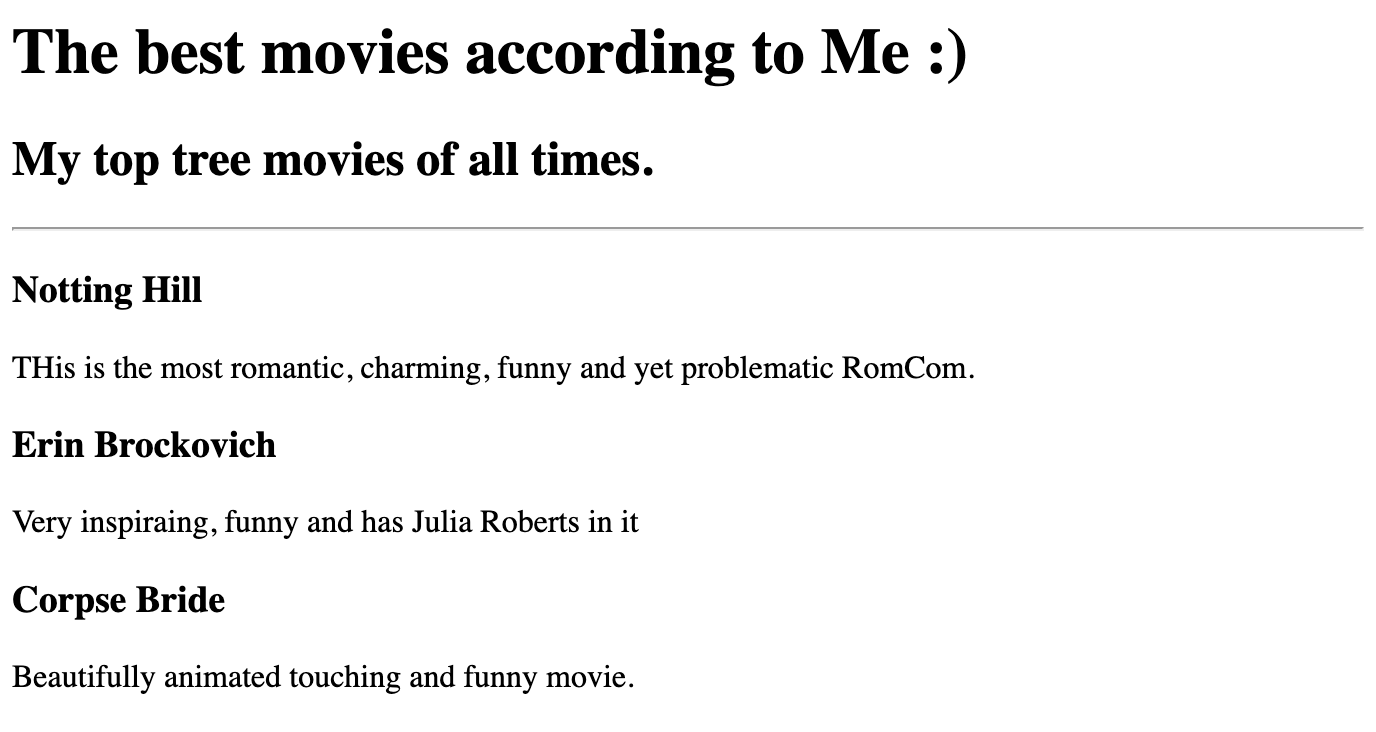 The best movies according to Me :)
My top tree movies of all times.
Notting Hill
THis is the most romantic, charming, funny and yet problematic RomCom.
Erin Brockovich
Very inspiraing, funny and has Julia Roberts in it
Corpse Bride
Beautifully animated touching and funny movie.